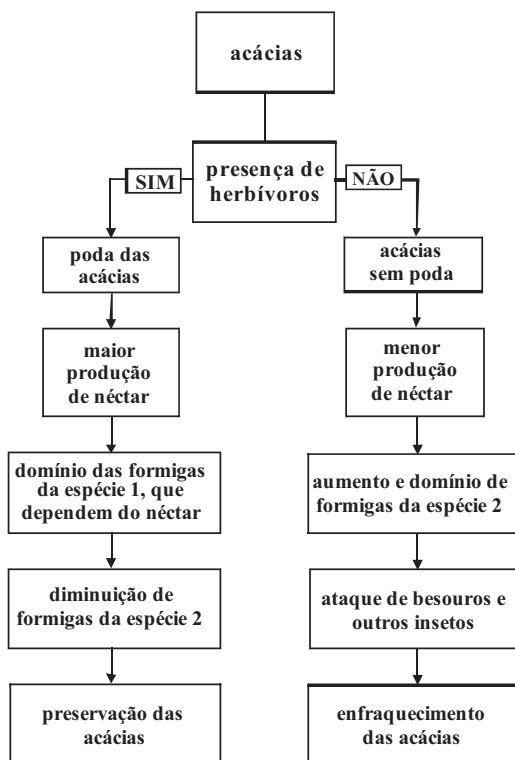 acácias
presença de
herbívoros
SIM
NÃO
poda das
acácias
acácias
sem poda
maior
produção
de néctar
menor
produção
de néctar
domínio das formigas
da espécie 1, que
dependem do néctar
aumento e domínio de
formigas da espécie 2
diminuição de
formigas da espécie 2
ataque de besouros e
outros insetos
preservação das
acácias
enfraquecimento
das acácias